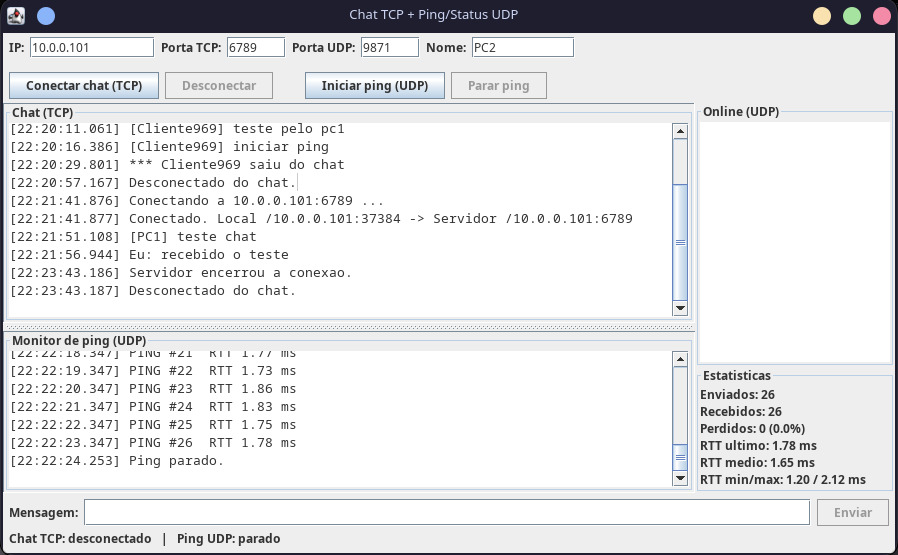 Chat TCP + Ping/Status UDP
IP: 10.0.0.101 Porta TCP: 6789 Porta UDP: 9871 Nome: PC2
Conectar chat (TCP) Desconectar Iniciar ping (UDP) Parar ping
Chat (TCP)
[22:20:11.061] [Cliente969] teste pelo pc1
[22:20:16.386] [Cliente969] iniciar ping
[22:20:29.801] *** Cliente969 saiu do chat
[22:20:57.167] Desconectado do chat.
[22:21:41.876] Conectando a 10.0.0.101:6789 ...
[22:21:41.877] Conectado. Local /10.0.0.101:37384 -> Servidor /10.0.0.101:6789
[22:21:51.108] [PC1] teste chat
[22:21:56.944] Eu: recebido o teste
[22:23:43.186] Servidor encerrou a conexao.
[22:23:43.187] Desconectado do chat.
Online (UDP)
Monitor de ping (UDP)
[22:22:18.347] PING #21 RTT 1.77 ms
[22:22:19.347] PING #22 RTT 1.73 ms
[22:22:20.347] PING #23 RTT 1.86 ms
[22:22:21.347] PING #24 RTT 1.83 ms
[22:22:22.347] PING #25 RTT 1.75 ms
[22:22:23.347] PING #26 RTT 1.78 ms
[22:22:24.253] Ping parado.
Estatisticas
Enviados: 26
Recebidos: 26
Perdidos: 0 (0.0%)
RTT ultimo: 1.78 ms
RTT medio: 1.65 ms
RTT min/max: 1.20 / 2.12 ms
Mensagem: Enviar
Chat TCP: desconectado | Ping UDP: parado